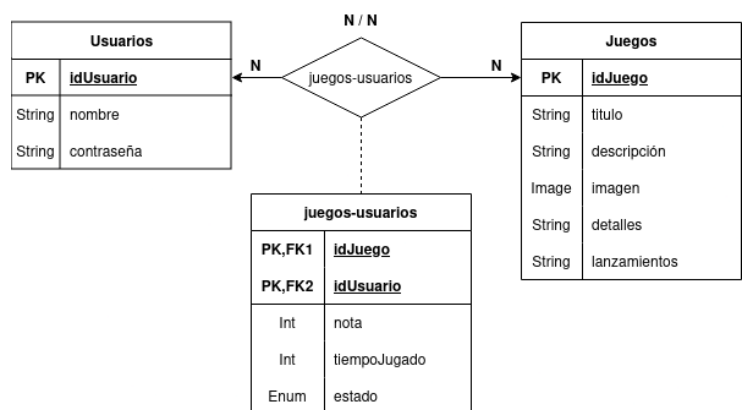 N / N
Usuarios
PK idUsuario
String nombre
String contraseña
N
juegos-usuarios
N
Juegos
PK idJuego
String titulo
String descripción
Image imagen
String detalles
String lanzamientos
juegos-usuarios
PK,FK1 idJuego
PK,FK2 idUsuario
Int nota
Int tiempoJugado
Enum estado